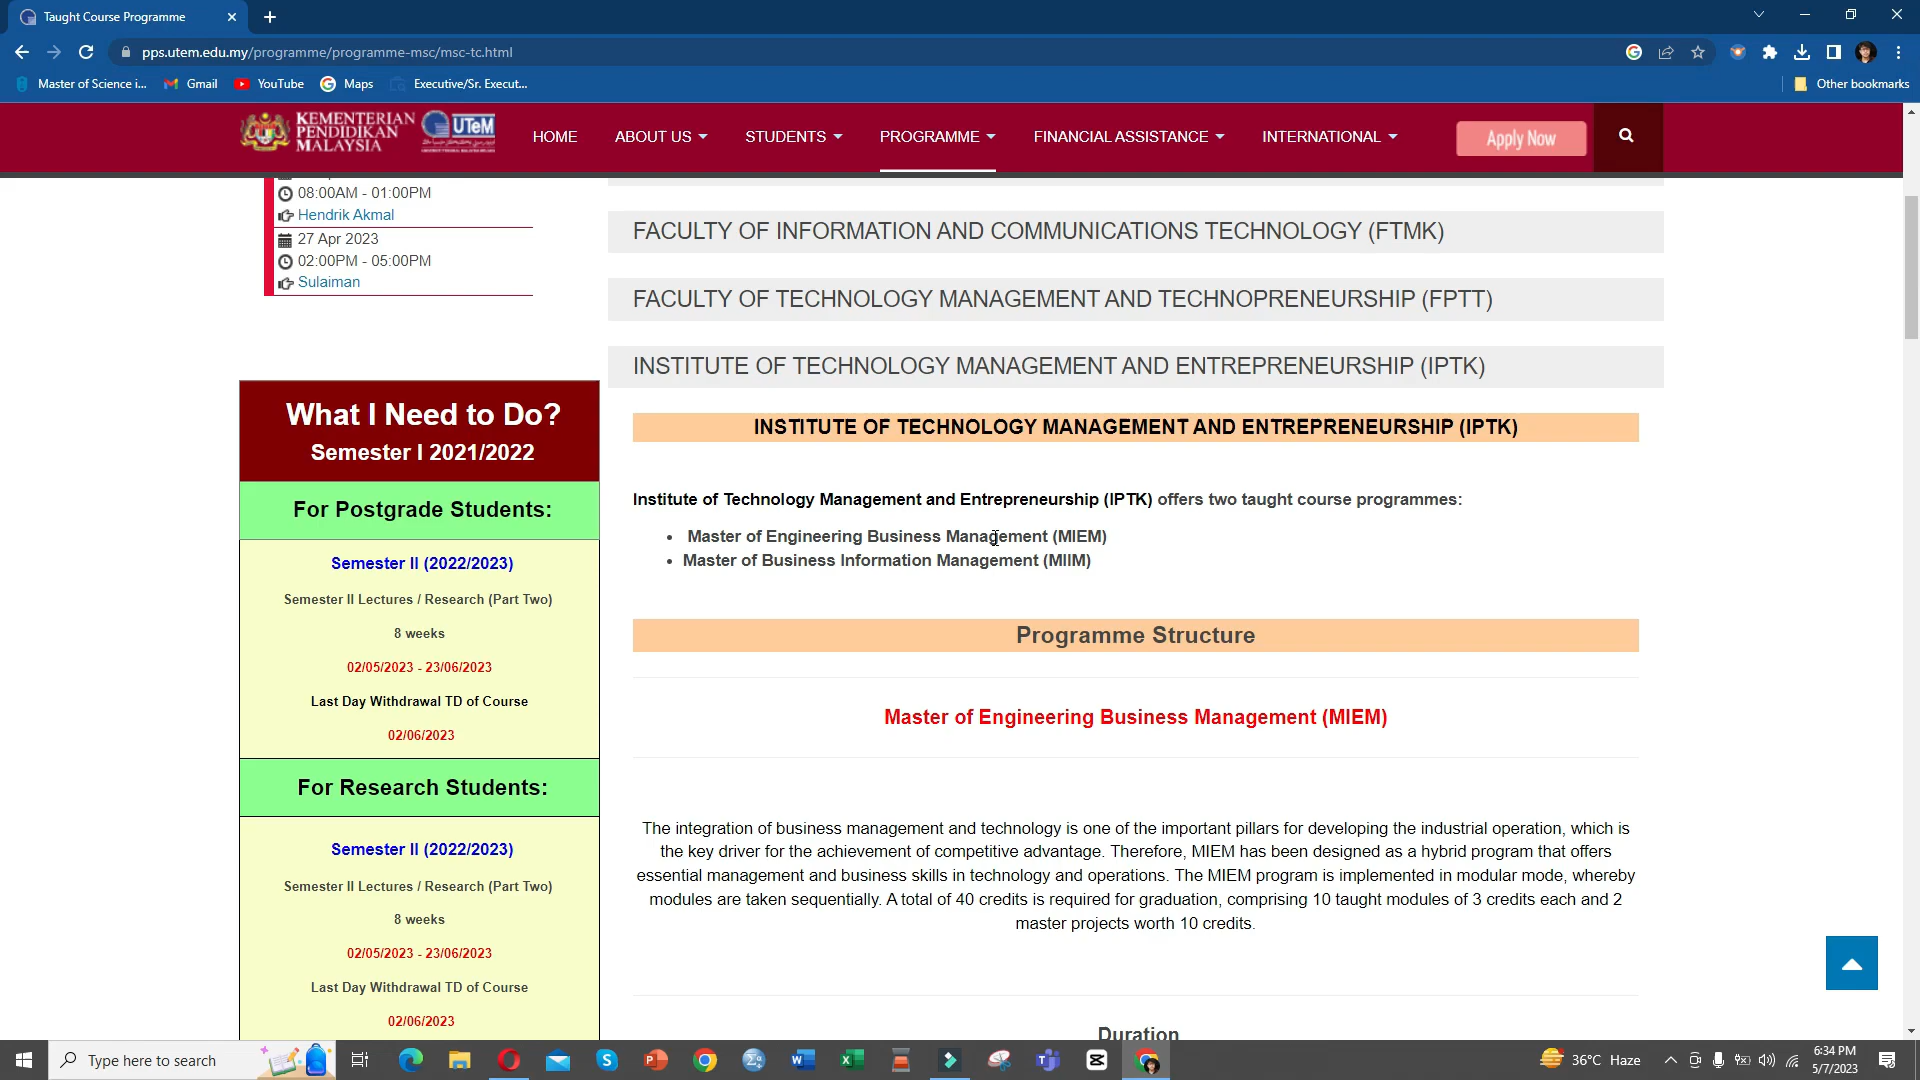 Taught Course Programme
pps.utem.edu.my/programme/programme-msc/msc-tc.html
Master of Science i...
Gmail
YouTube
Maps
Executive/Sr. Execut...
Other bookmarks
KEMENTERIAN
PENDIDIKAN
MALAYSIA
UTeM
HOME
ABOUT US
STUDENTS
PROGRAMME
FINANCIAL ASSISTANCE
INTERNATIONAL
Apply Now
08:00AM - 01:00PM
Hendrik Akmal
27 Apr 2023
02:00PM - 05:00PM
Sulaiman
What I Need to Do?
Semester I 2021/2022
For Postgrade Students:
Semester II (2022/2023)
Semester II Lectures / Research (Part Two)
8 weeks
02/05/2023 - 23/06/2023
Last Day Withdrawal TD of Course
02/06/2023
For Research Students:
Semester II (2022/2023)
Semester II Lectures / Research (Part Two)
8 weeks
02/05/2023 - 23/06/2023
Last Day Withdrawal TD of Course
02/06/2023
FACULTY OF INFORMATION AND COMMUNICATIONS TECHNOLOGY (FTMK)
FACULTY OF TECHNOLOGY MANAGEMENT AND TECHNOPRENEURSHIP (FPTT)
INSTITUTE OF TECHNOLOGY MANAGEMENT AND ENTREPRENEURSHIP (IPTK)
INSTITUTE OF TECHNOLOGY MANAGEMENT AND ENTREPRENEURSHIP (IPTK)
Institute of Technology Management and Entrepreneurship (IPTK) offers two taught course programmes:
• Master of Engineering Business Management (MIEM)
• Master of Business Information Management (MIIM)
Programme Structure
Master of Engineering Business Management (MIEM)
The integration of business management and technology is one of the important pillars for developing the industrial operation, which is
the key driver for the achievement of competitive advantage. Therefore, MIEM has been designed as a hybrid program that offers
essential management and business skills in technology and operations. The MIEM program is implemented in modular mode, whereby
modules are taken sequentially. A total of 40 credits is required for graduation, comprising 10 taught modules of 3 credits each and 2
master projects worth 10 credits.
Duration
Type here to search
36°C Haze
6:34 PM
5/7/2023